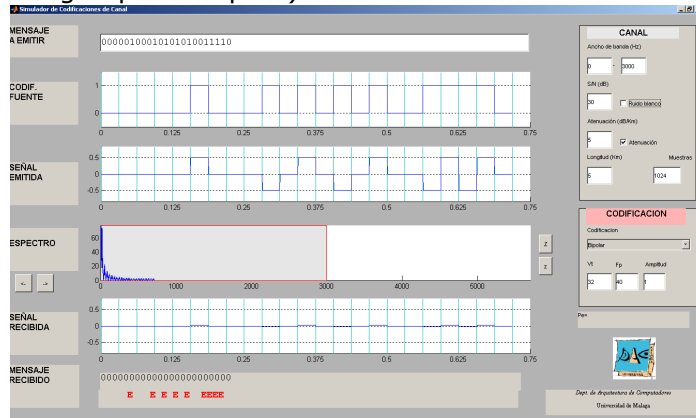 Simulador de Codificaciones de Canal
MENSAJE
A EMITIR
00000100010101010011110
CODIF.
FUENTE
1
0
0 0.125 0.25 0.375 0.5 0.625 0.75
SEÑAL
EMITIDA
0.5
0
-0.5
0 0.125 0.25 0.375 0.5 0.625 0.75
ESPECTRO
60
40
20
0
0 1000 2000 3000 4000 5000
<- ->
Z
z
SEÑAL
RECIBIDA
0.5
0
-0.5
0 0.125 0.25 0.375 0.5 0.625 0.75
MENSAJE
RECIBIDO
00000000000000000000000
E E E E E EEEE
CANAL
Ancho de banda (Hz)
0 - 3000
S/N (dB)
30 Ruido blanco
Atenuación (dB/Km)
5 Atenuación
Longitud (Km) Muestras
5 1024
CODIFICACION
Codificacion
Bipolar
Vt Fp Amplitud
32 40 1
Per=
DAC
Dept. de Arquitectura de Computadores
Universidad de Malaga